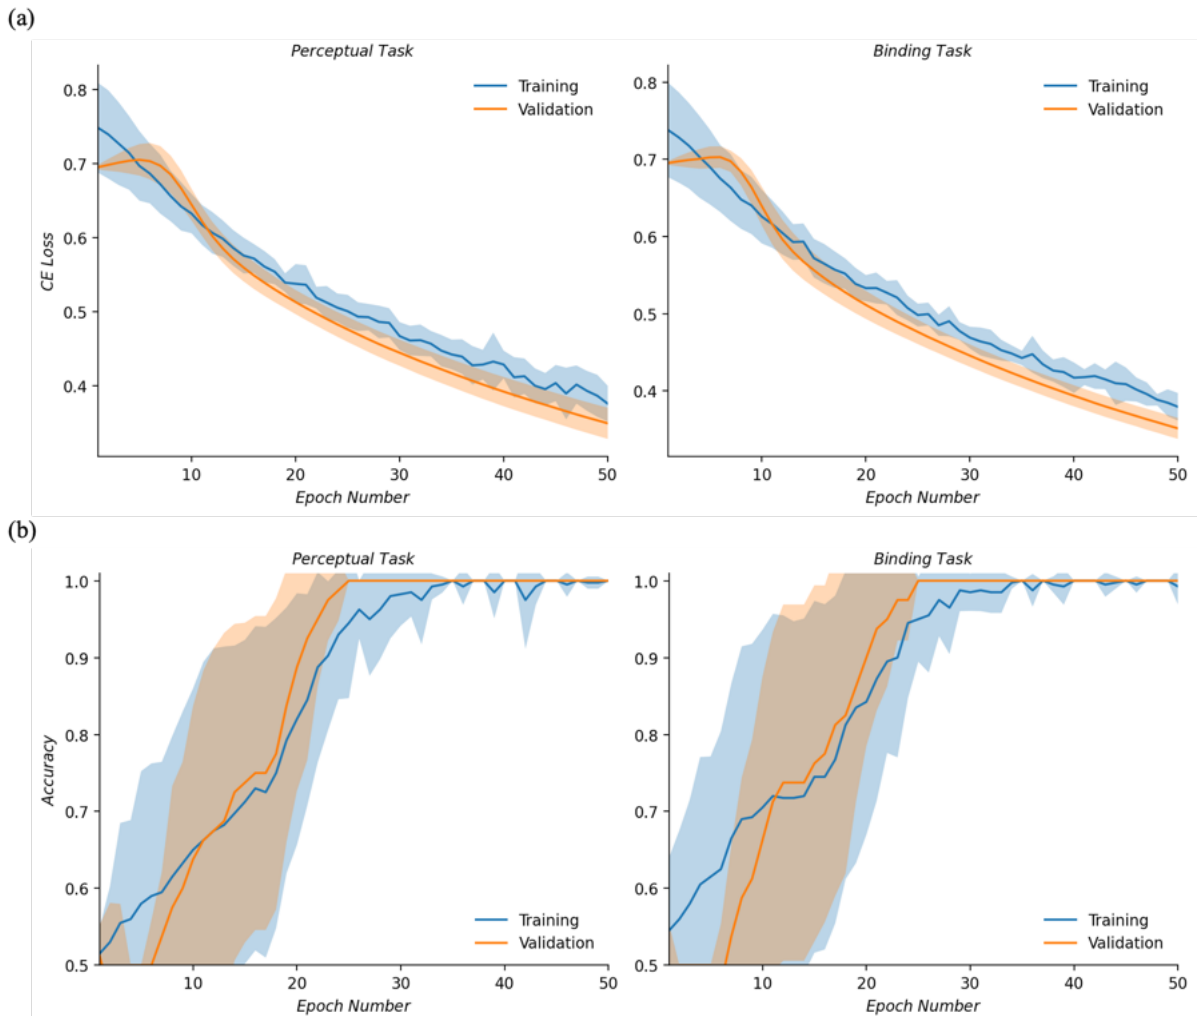 (a)
Perceptual Task
Binding Task
0.8
0.7
0.6
0.5
0.4
CE Loss
Training
Validation
10
20
30
40
50
Epoch Number
0.8
0.7
0.6
0.5
0.4
Training
Validation
10
20
30
40
50
Epoch Number
(b)
Perceptual Task
Binding Task
1.0
0.9
0.8
0.7
0.6
0.5
Accuracy
Training
Validation
10
20
30
40
50
Epoch Number
1.0
0.9
0.8
0.7
0.6
0.5
Training
Validation
10
20
30
40
50
Epoch Number